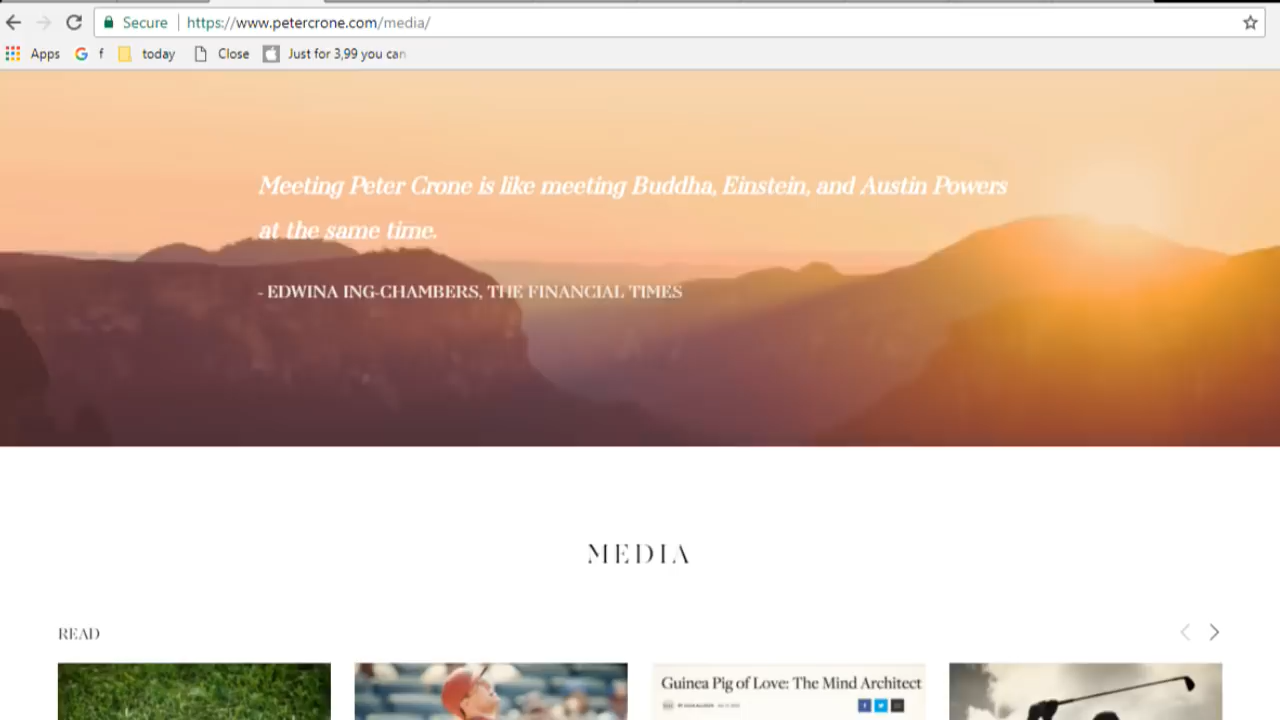 Secure https://www.petercrone.com/media/
Apps f today Close Just for 3,99 you can
Meeting Peter Crone is like meeting Buddha, Einstein, and Austin Powers
at the same time.
- EDWINA ING-CHAMBERS, THE FINANCIAL TIMES
MEDIA
READ
Guinea Pig of Love: The Mind Architect